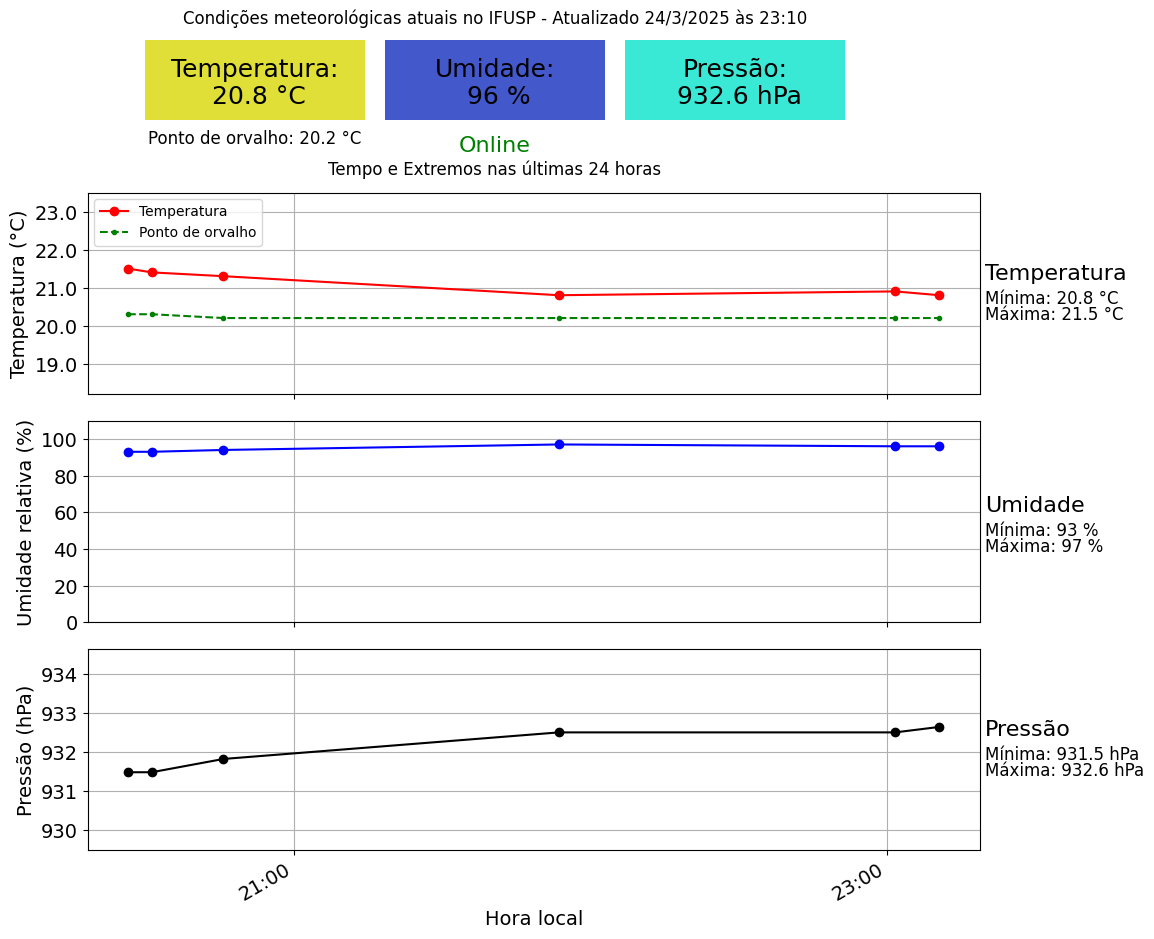 Condições meteorológicas atuais no IFUSP - Atualizado 24/3/2025 às 23:10
Temperatura:
20.8 °C
Umidade:
96 %
Pressão:
932.6 hPa
Ponto de orvalho: 20.2 °C
Online
Tempo e Extremos nas últimas 24 horas
Temperatura (°C)
23.0
22.0
21.0
20.0
19.0
Temperatura
Ponto de orvalho
Temperatura
Mínima: 20.8 °C
Máxima: 21.5 °C
Umidade relativa (%)
100
80
60
40
20
0
Umidade
Mínima: 93 %
Máxima: 97 %
Pressão (hPa)
934
933
932
931
930
Pressão
Mínima: 931.5 hPa
Máxima: 932.6 hPa
21:00
23:00
Hora local